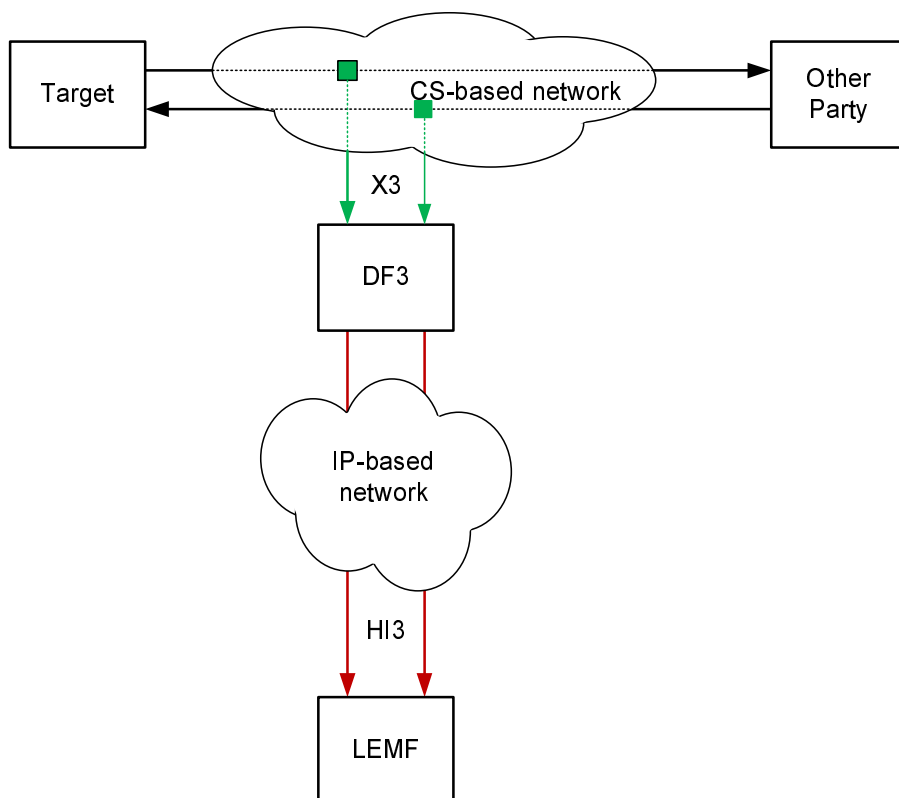 Target
CS-based network
Other
Party
X3
DF3
IP-based
network
HI3
LEMF